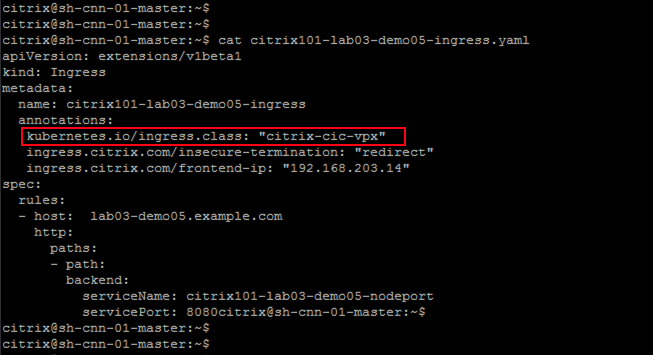 citrix@sh-cnn-01-master:~$
citrix@sh-cnn-01-master:~$
citrix@sh-cnn-01-master:~$ cat citrix101-lab03-demo05-ingress.yaml
apiVersion: extensions/v1beta1
kind: Ingress
metadata:
  name: citrix101-lab03-demo05-ingress
  annotations:
   kubernetes.io/ingress.class: "citrix-cic-vpx"
   ingress.citrix.com/insecure-termination: "redirect"
   ingress.citrix.com/frontend-ip: "192.168.203.14"
spec:
  rules:
  - host:  lab03-demo05.example.com
    http:
      paths:
      - path:
        backend:
          serviceName: citrix101-lab03-demo05-nodeport
          servicePort: 8080citrix@sh-cnn-01-master:~$
citrix@sh-cnn-01-master:~$
citrix@sh-cnn-01-master:~$